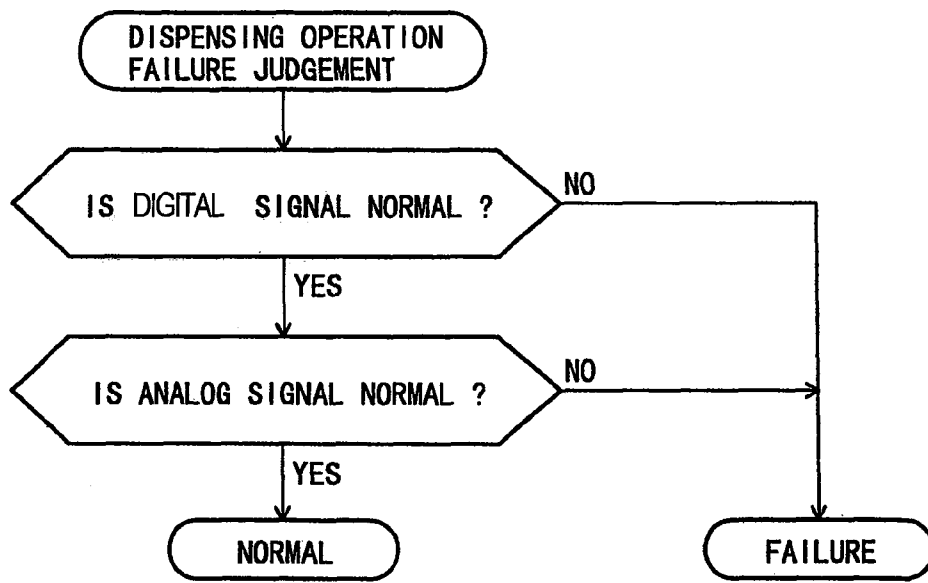 DISPENSING OPERATION
FAILURE JUDGEMENT
IS DIGITAL SIGNAL NORMAL ?
NO
YES
IS ANALOG SIGNAL NORMAL ?
NO
YES
NORMAL
FAILURE